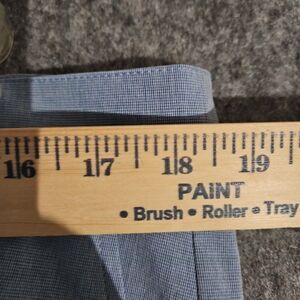 16 17 18 19
PAINT
• Brush • Roller • Tray